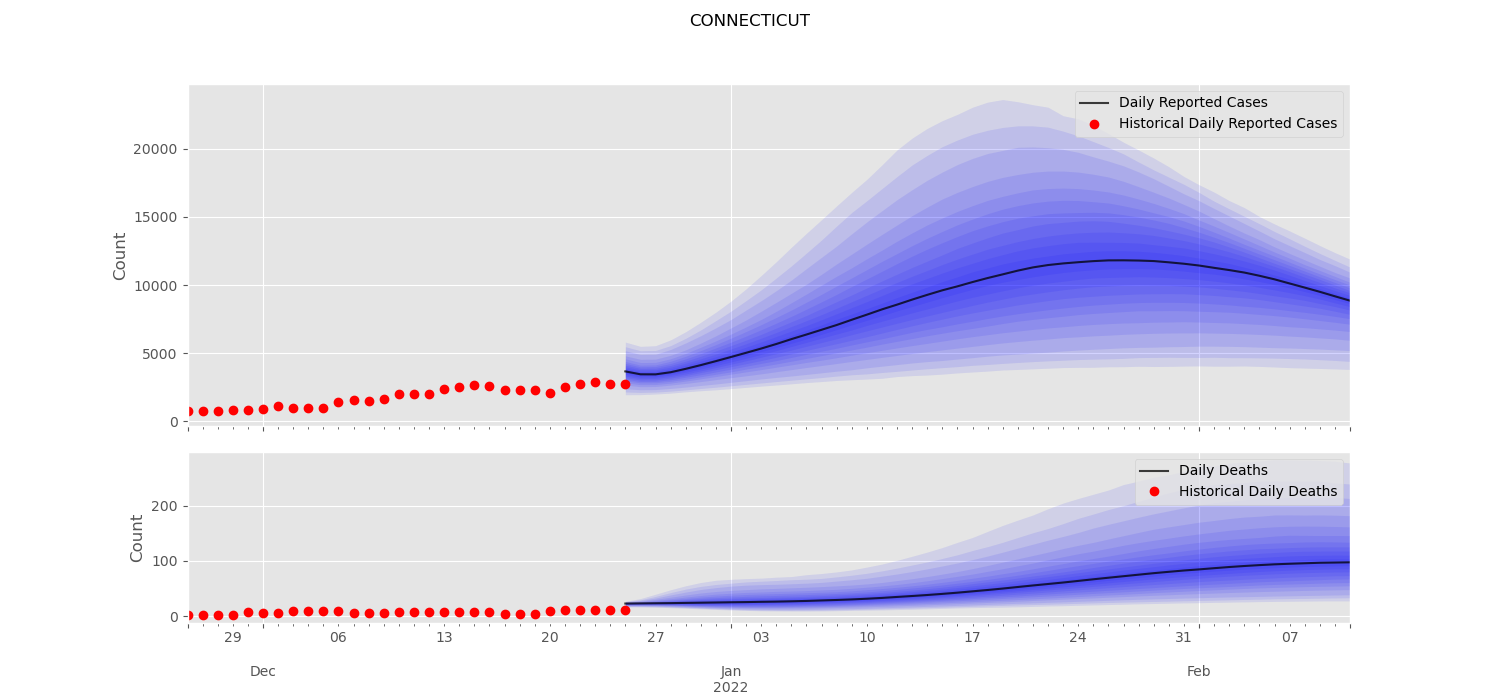 CONNECTICUT
Count
20000
15000
10000
5000
0
Daily Reported Cases
Historical Daily Reported Cases
Count
200
100
0
Daily Deaths
Historical Daily Deaths
29 06 13 20 27 03 10 17 24 31 07
Dec Jan Feb
2022